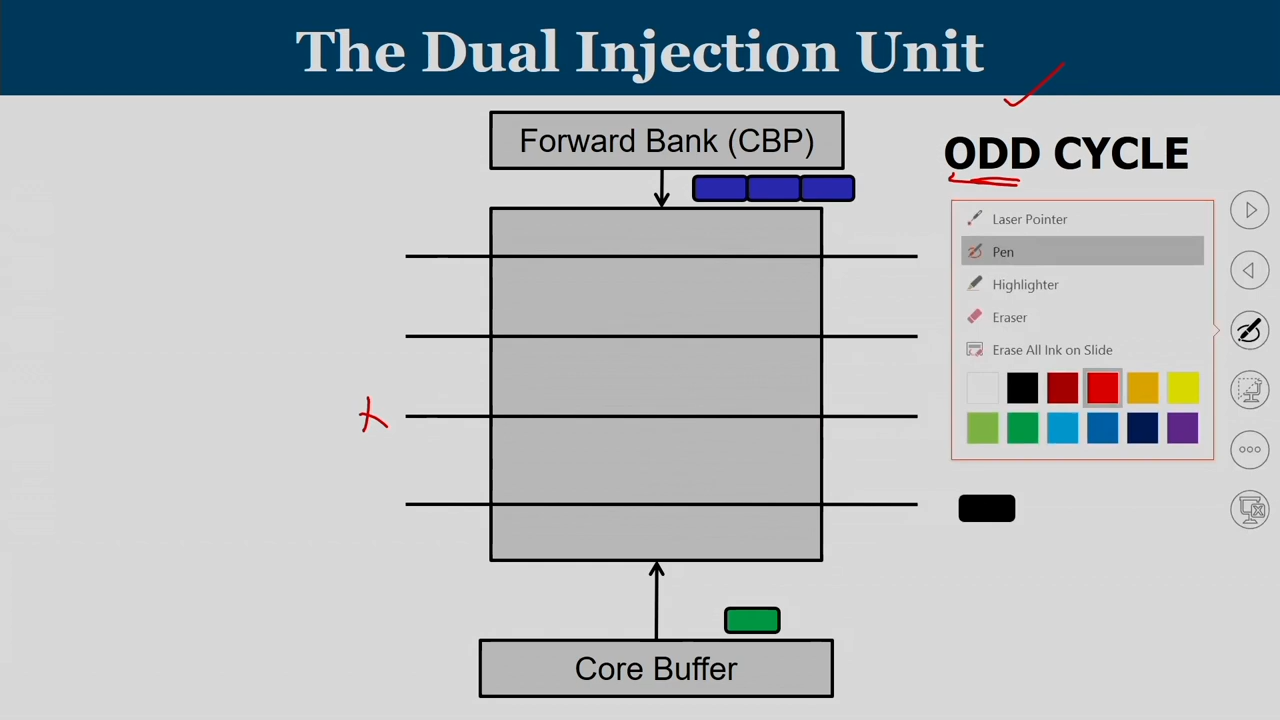 The Dual Injection Unit
Forward Bank (CBP)
ODD CYCLE
Laser Pointer
Pen
Highlighter
Eraser
Erase All Ink on Slide
Core Buffer